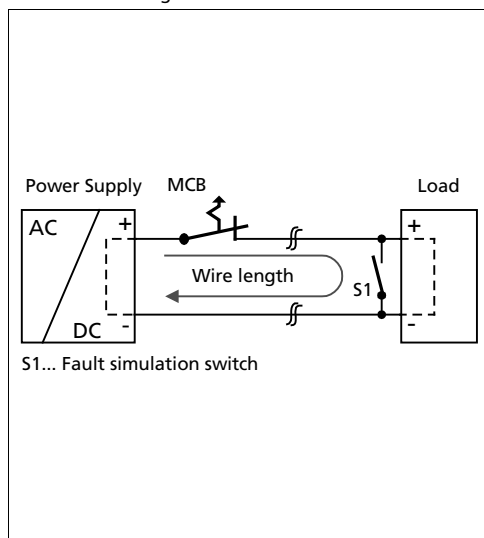 Power Supply MCB Load
AC + +
Wire length
S1
DC - -
S1... Fault simulation switch